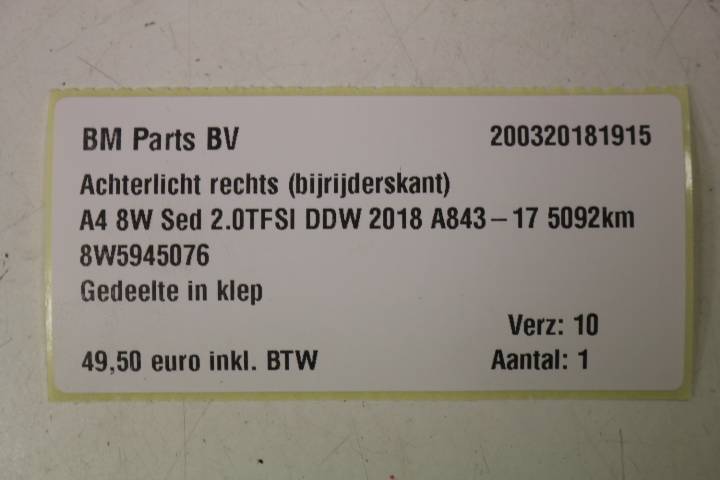 BM Parts BV 200320181915
Achterlicht rechts (bijrijderskant)
A4 8W Sed 2.0TFSI DDW 2018 A843-17 5092km
8W5945076
Gedeelte in klep
Verz: 10
49,50 euro inkl. BTW Aantal: 1